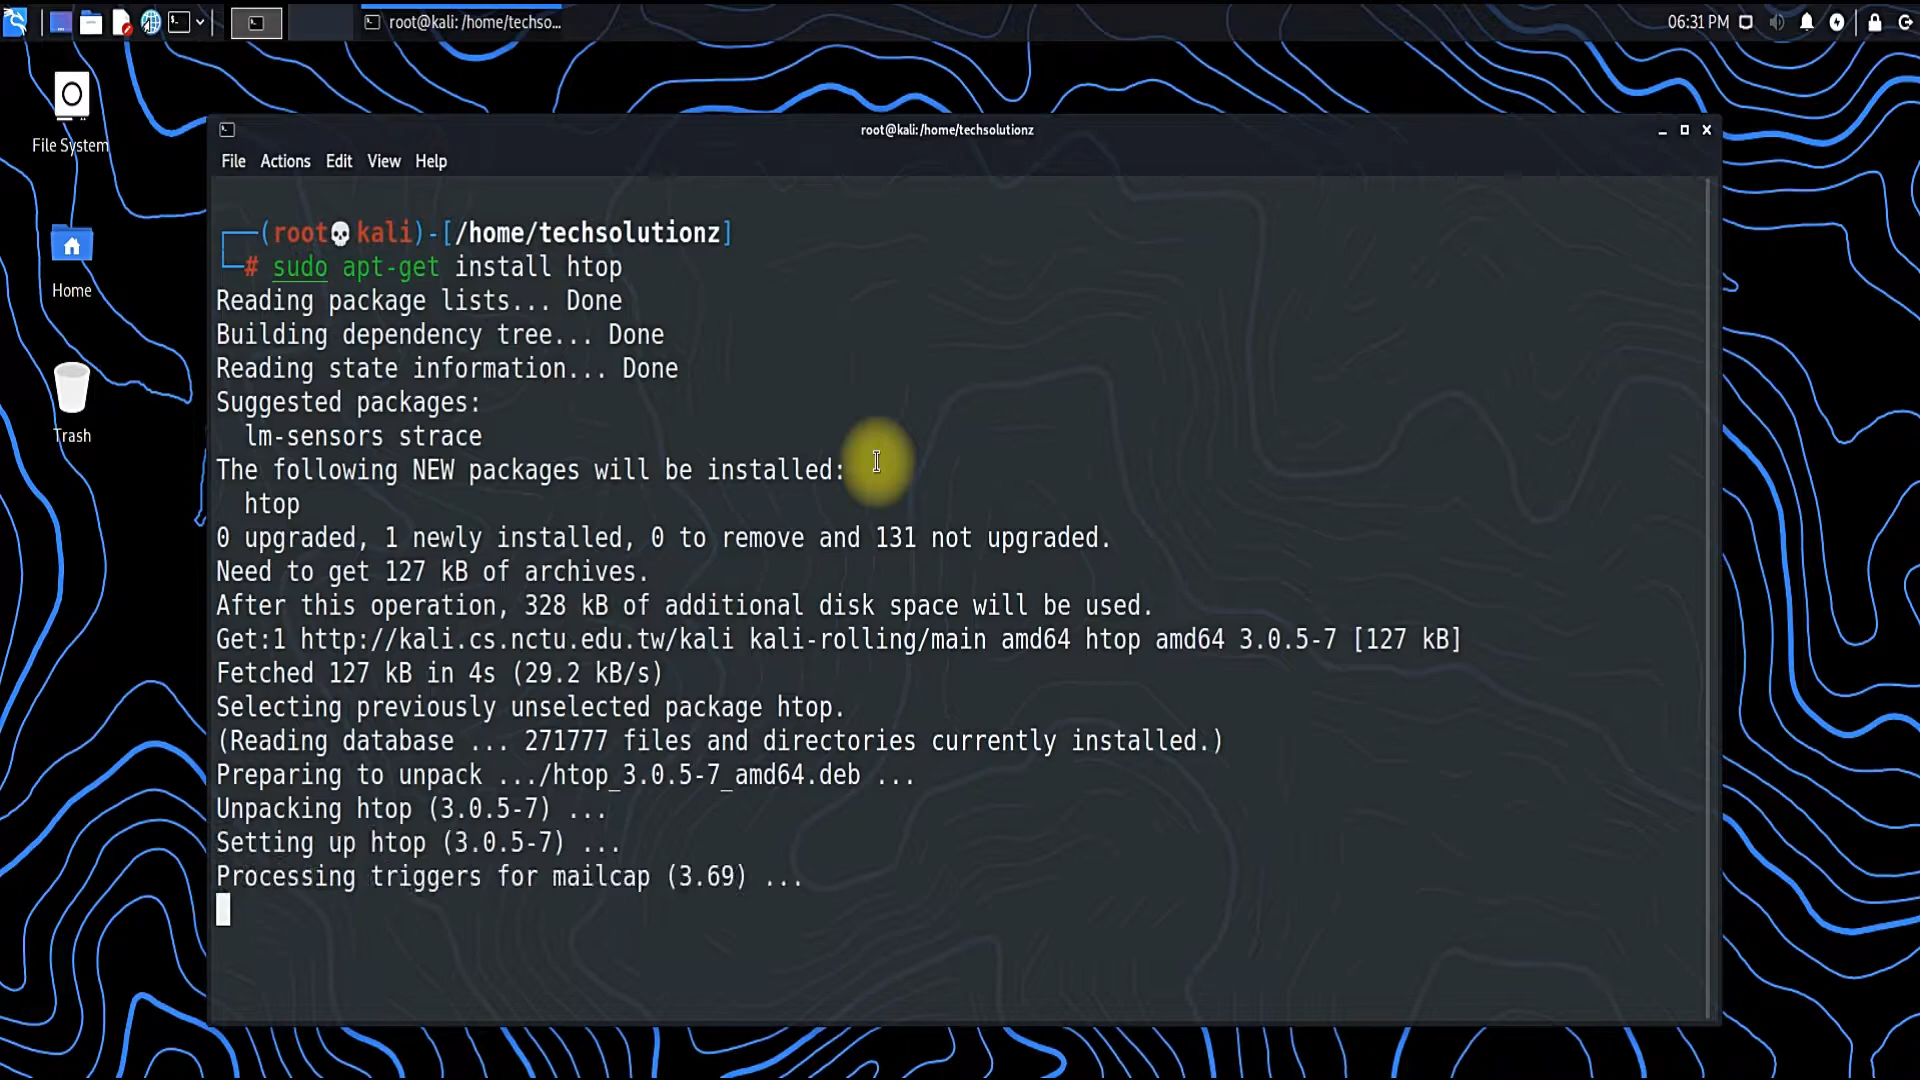 root@kali: /home/techso...
06:31 PM
File System
Home
Trash
root@kali:/home/techsolutionz
File Actions Edit View Help
┌──(root💀kali)-[/home/techsolutionz]
└─# sudo apt-get install htop
Reading package lists... Done
Building dependency tree... Done
Reading state information... Done
Suggested packages:
  lm-sensors strace
The following NEW packages will be installed:
  htop
0 upgraded, 1 newly installed, 0 to remove and 131 not upgraded.
Need to get 127 kB of archives.
After this operation, 328 kB of additional disk space will be used.
Get:1 http://kali.cs.nctu.edu.tw/kali kali-rolling/main amd64 htop amd64 3.0.5-7 [127 kB]
Fetched 127 kB in 4s (29.2 kB/s)
Selecting previously unselected package htop.
(Reading database ... 271777 files and directories currently installed.)
Preparing to unpack .../htop_3.0.5-7_amd64.deb ...
Unpacking htop (3.0.5-7) ...
Setting up htop (3.0.5-7) ...
Processing triggers for mailcap (3.69) ...